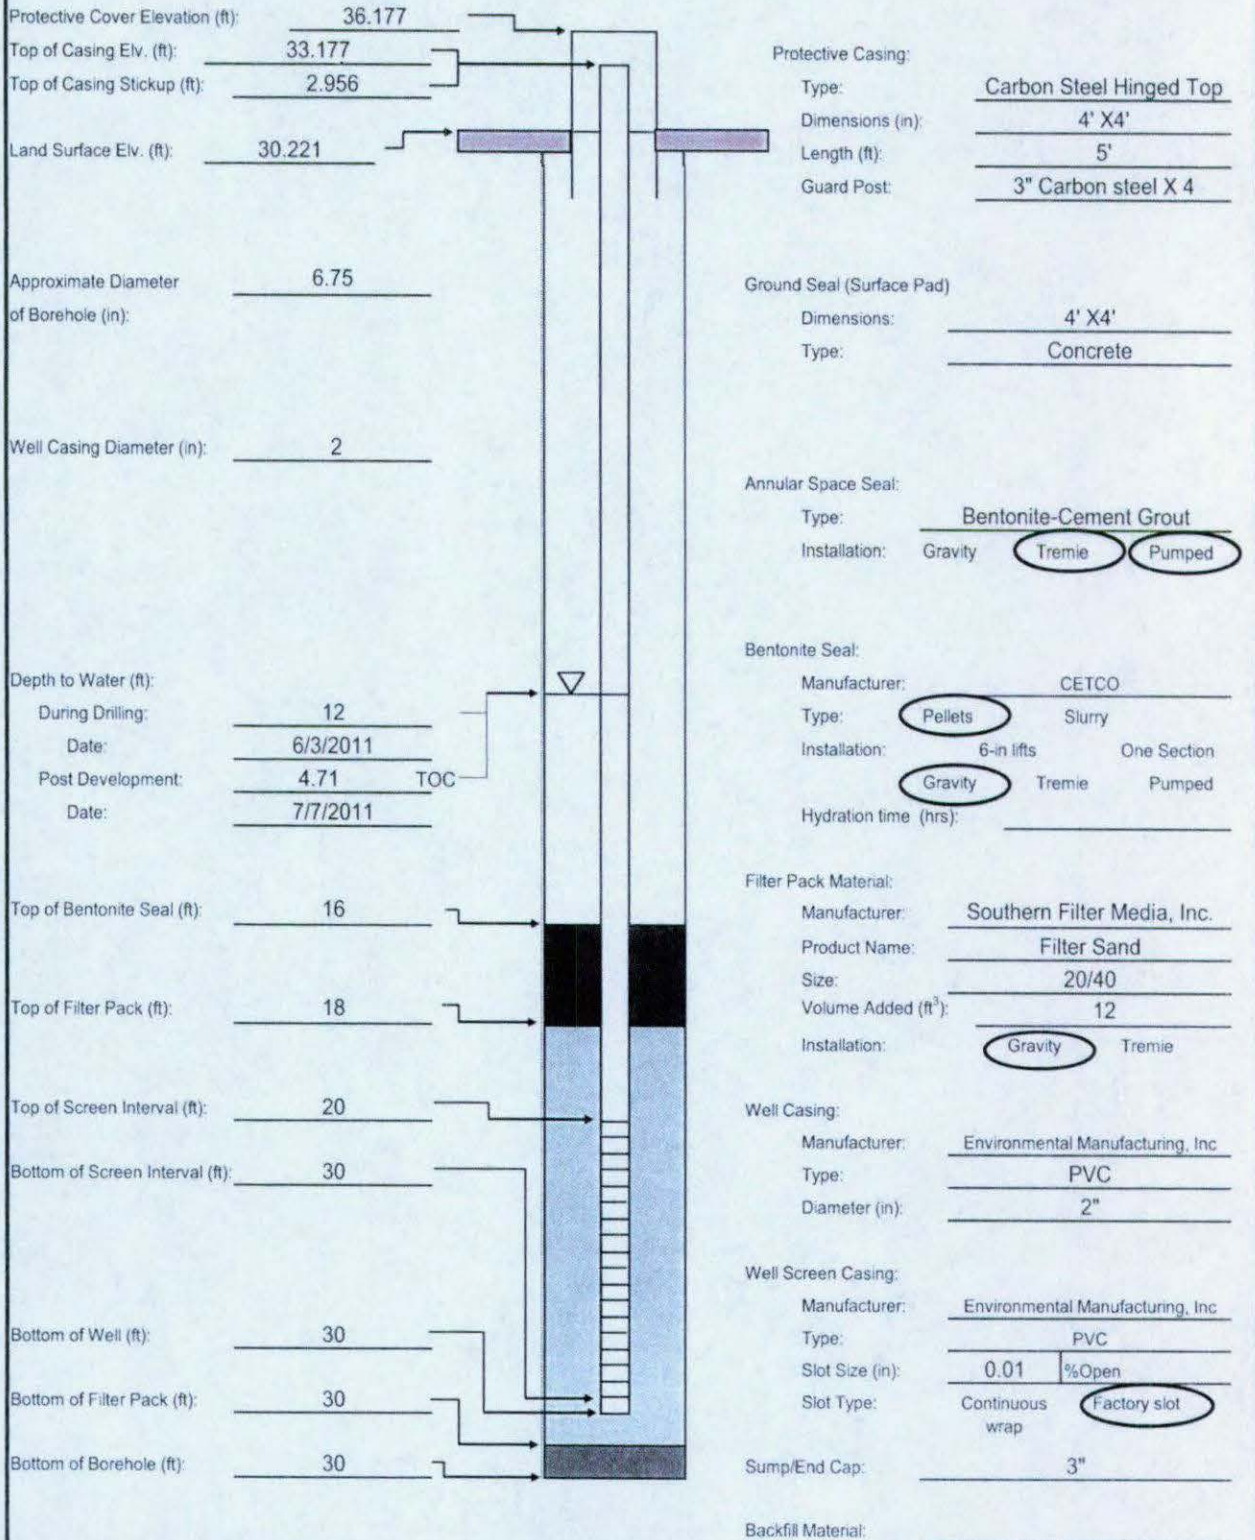 Protective Cover Elevation (ft): 36.177
Top of Casing Elv. (ft): 33.177
Top of Casing Stickup (ft): 2.956
Land Surface Elv. (ft): 30.221
Approximate Diameter 6.75
of Borehole (in):
Well Casing Diameter (in): 2
Depth to Water (ft):
During Drilling: 12
Date: 6/3/2011
Post Development: 4.71 TOC
Date: 7/7/2011
Top of Bentonite Seal (ft): 16
Top of Filter Pack (ft): 18
Top of Screen Interval (ft): 20
Bottom of Screen Interval (ft): 30
Bottom of Well (ft): 30
Bottom of Filter Pack (ft): 30
Bottom of Borehole (ft): 30
Protective Casing:
Type: Carbon Steel Hinged Top
Dimensions (in): 4' X4'
Length (ft): 5'
Guard Post: 3" Carbon steel X 4
Ground Seal (Surface Pad)
Dimensions: 4' X4'
Type: Concrete
Annular Space Seal:
Type: Bentonite-Cement Grout
Installation: Gravity Tremie Pumped
Bentonite Seal:
Manufacturer: CETCO
Type: Pellets Slurry
Installation: 6-in lifts One Section
Gravity Tremie Pumped
Hydration time (hrs):
Filter Pack Material:
Manufacturer: Southern Filter Media, Inc.
Product Name: Filter Sand
Size: 20/40
Volume Added (ft³): 12
Installation: Gravity Tremie
Well Casing:
Manufacturer: Environmental Manufacturing, Inc
Type: PVC
Diameter (in): 2"
Well Screen Casing:
Manufacturer: Environmental Manufacturing, Inc
Type: PVC
Slot Size (in): 0.01 %Open
Slot Type: Continuous Factory slot
wrap
Sump/End Cap: 3"
Backfill Material: